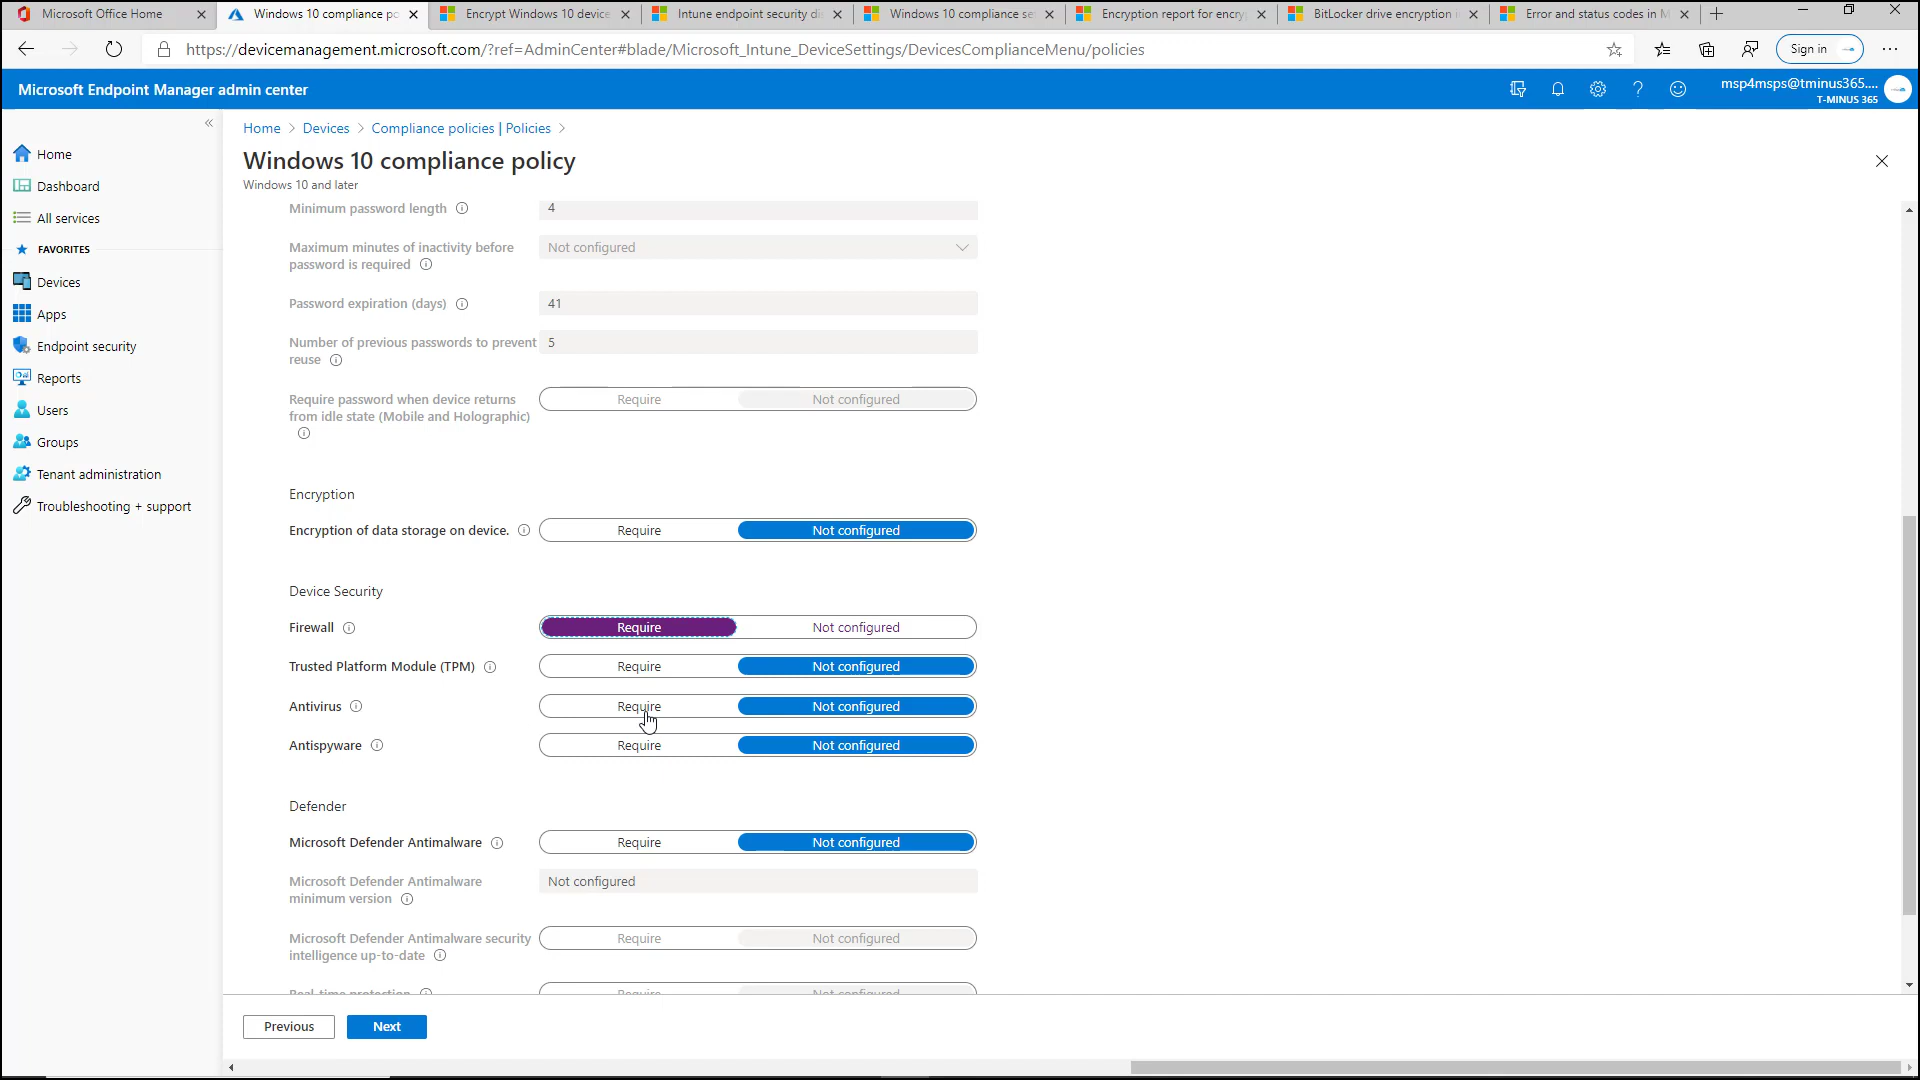 Microsoft Office Home
Windows 10 compliance po
Encrypt Windows 10 device
Intune endpoint security di
Windows 10 compliance se
Encryption report for encry
BitLocker drive encryption i
Error and status codes in M
https://devicemanagement.microsoft.com/?ref=AdminCenter#blade/Microsoft_Intune_DeviceSettings/DevicesComplianceMenu/policies
Sign in
Microsoft Endpoint Manager admin center
msp4msps@tminus365....
T-MINUS 365
Home
Dashboard
All services
FAVORITES
Devices
Apps
Endpoint security
Reports
Users
Groups
Tenant administration
Troubleshooting + support
Home > Devices > Compliance policies | Policies >
Windows 10 compliance policy
Windows 10 and later
Minimum password length
4
Maximum minutes of inactivity before
password is required
Not configured
Password expiration (days)
41
Number of previous passwords to prevent
reuse
5
Require password when device returns
from idle state (Mobile and Holographic)
Require
Not configured
Encryption
Encryption of data storage on device.
Require
Not configured
Device Security
Firewall
Require
Not configured
Trusted Platform Module (TPM)
Require
Not configured
Antivirus
Require
Not configured
Antispyware
Require
Not configured
Defender
Microsoft Defender Antimalware
Require
Not configured
Microsoft Defender Antimalware
minimum version
Not configured
Microsoft Defender Antimalware security
intelligence up-to-date
Require
Not configured
Real-time protection
Require
Not configured
Previous
Next